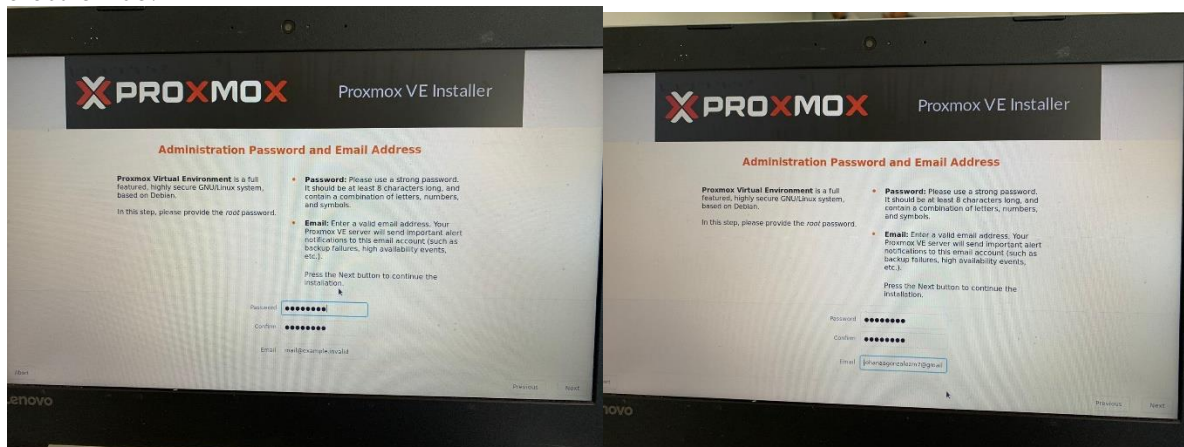 PROXMOX Proxmox VE Installer
Administration Password and Email Address
Proxmox Virtual Environment is a full
featured, highly secure GNU/Linux system,
based on Debian.
In this step, please provide the root password.
• Password: Please use a strong password.
It should be at least 8 characters long, and
contain a combination of letters, numbers,
and symbols.
• Email: Enter a valid email address. Your
Proxmox VE server will send important alert
notifications to this email account (such as
backup failures, high availability events,
etc.).
Press the Next button to continue the
installation.
Password ●●●●●●●●
Confirm ●●●●●●●●
Email mail@example.invalid
Abort Previous Next
enovo
PROXMOX Proxmox VE Installer
Administration Password and Email Address
Proxmox Virtual Environment is a full
featured, highly secure GNU/Linux system,
based on Debian.
In this step, please provide the root password.
• Password: Please use a strong password.
It should be at least 8 characters long, and
contain a combination of letters, numbers,
and symbols.
• Email: Enter a valid email address. Your
Proxmox VE server will send important alert
notifications to this email account (such as
backup failures, high availability events,
etc.).
Press the Next button to continue the
installation.
Password ●●●●●●●●
Confirm ●●●●●●●●
Email
Previous Next
novo